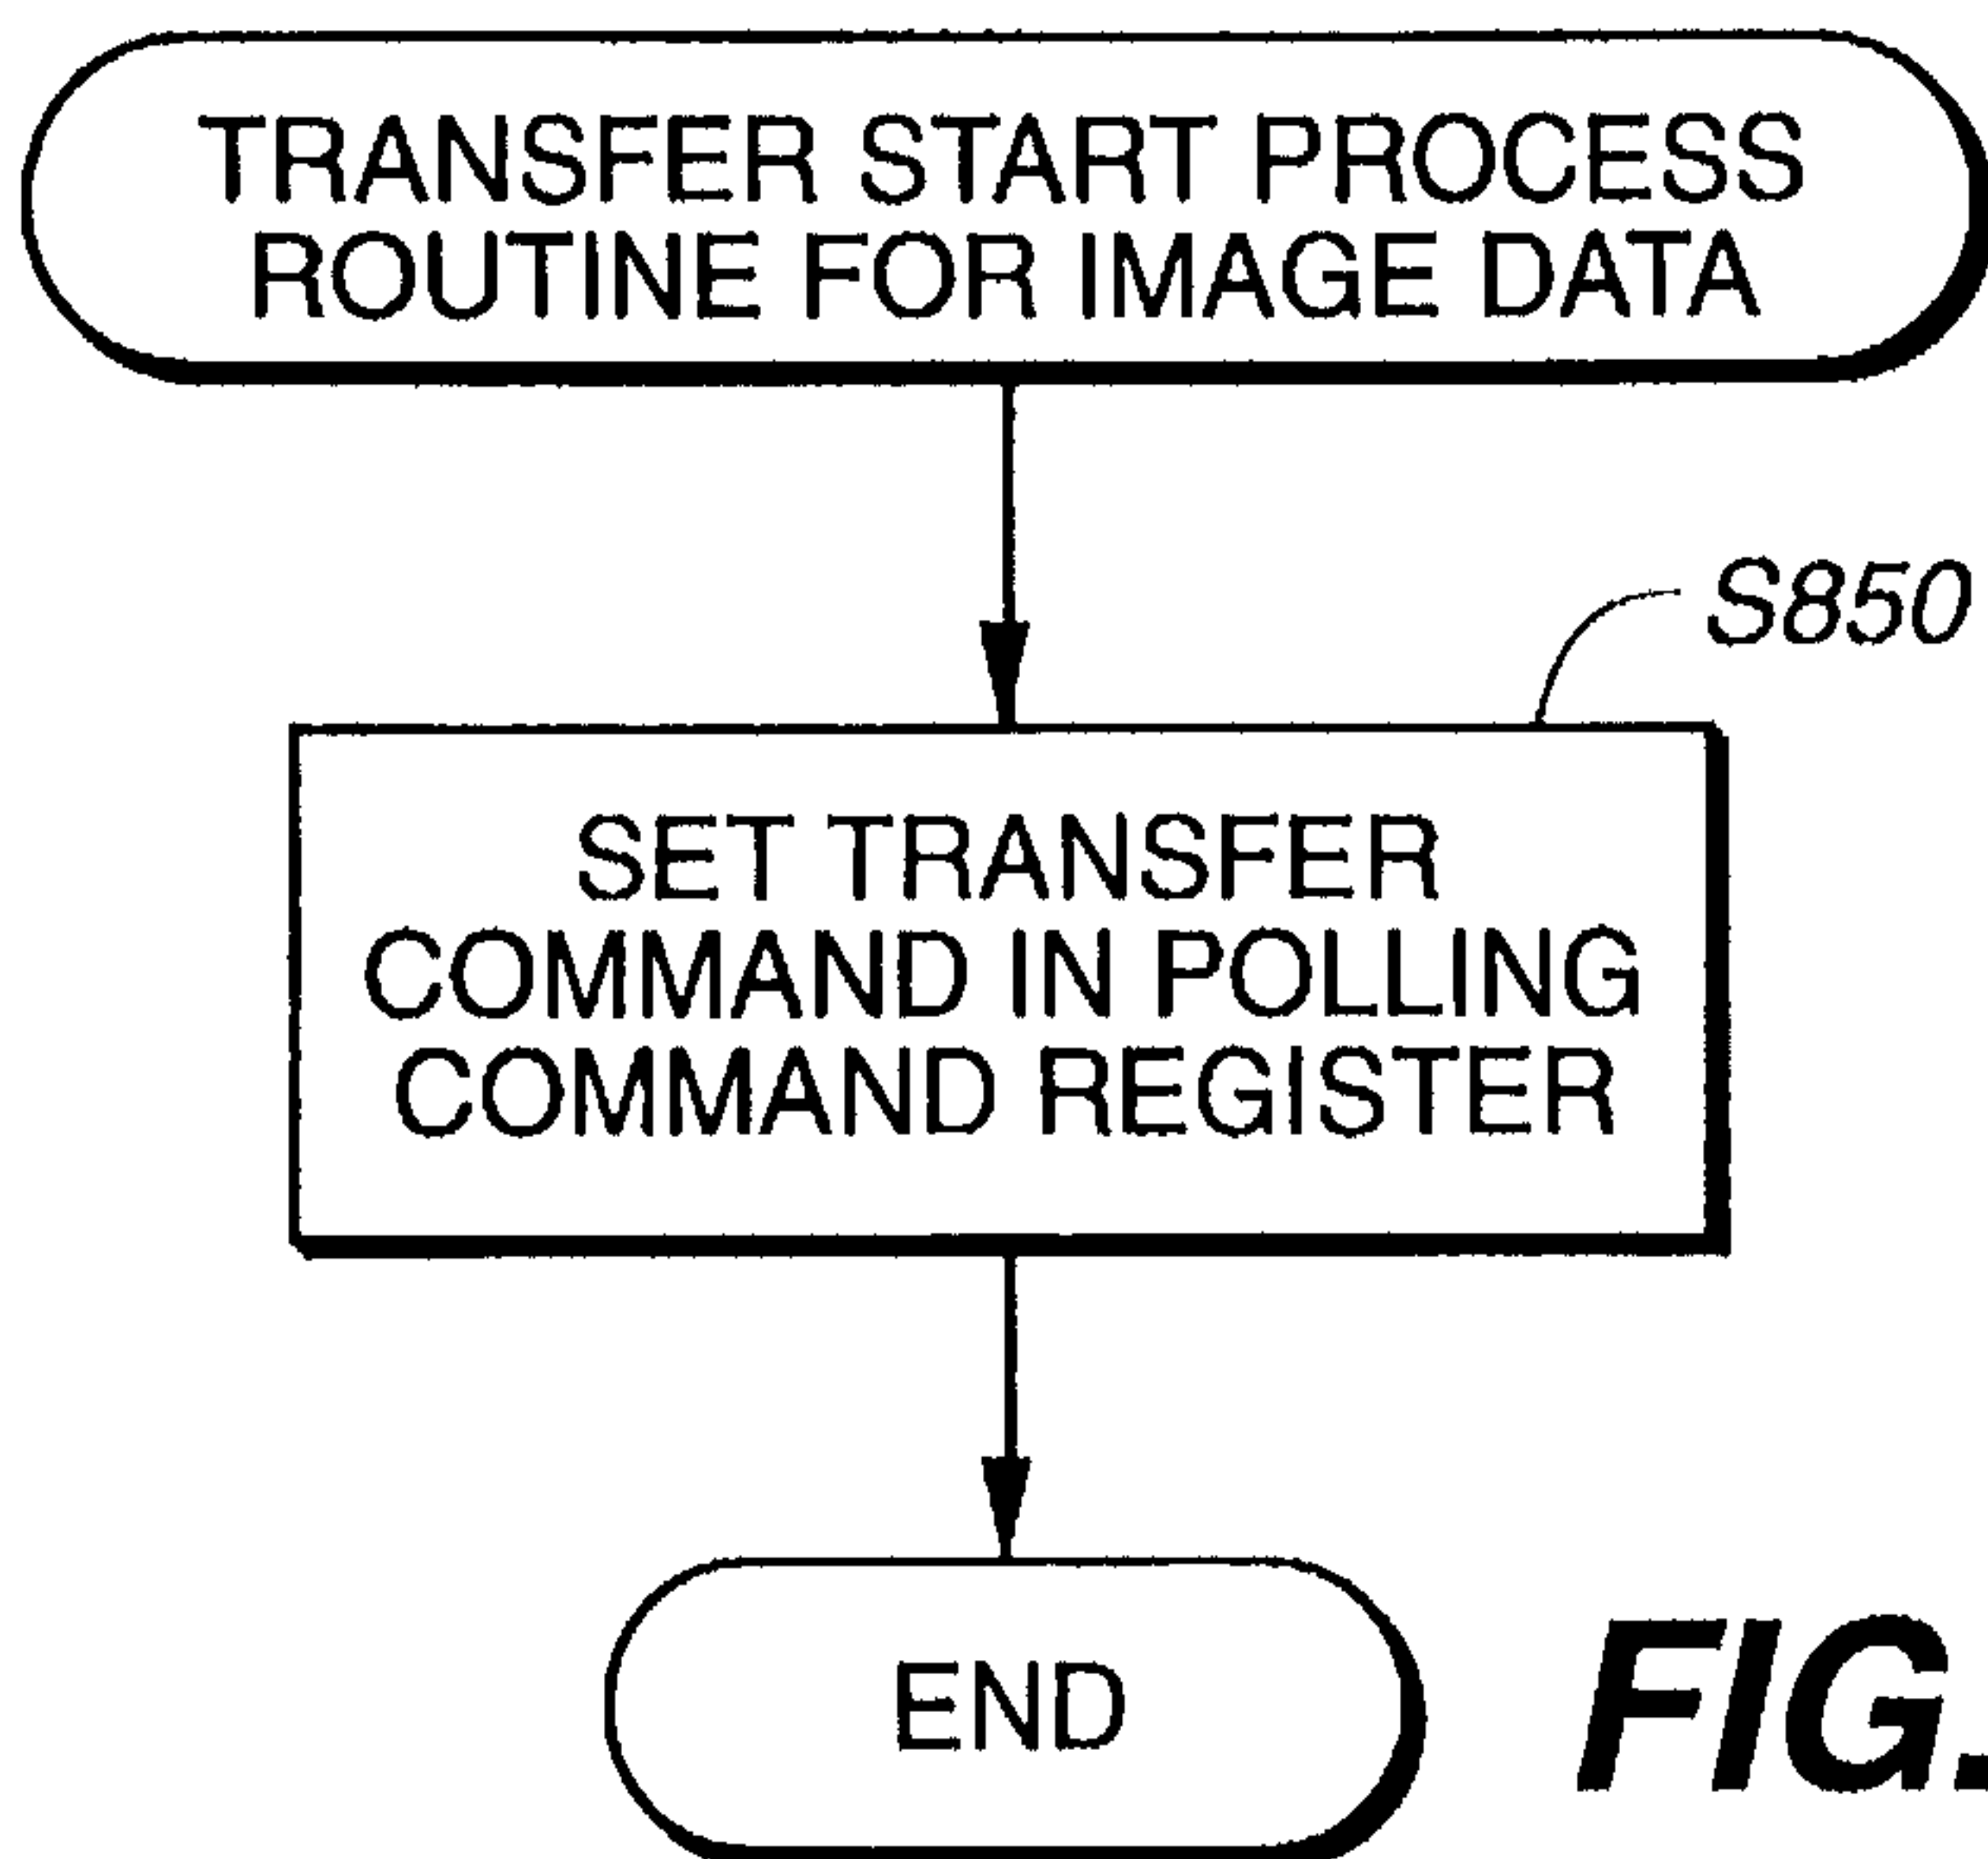 TRANSFER START PROCESS
ROUTINE FOR IMAGE DATA
S850
SET TRANSFER
COMMAND IN POLLING
COMMAND REGISTER
END
FIG.